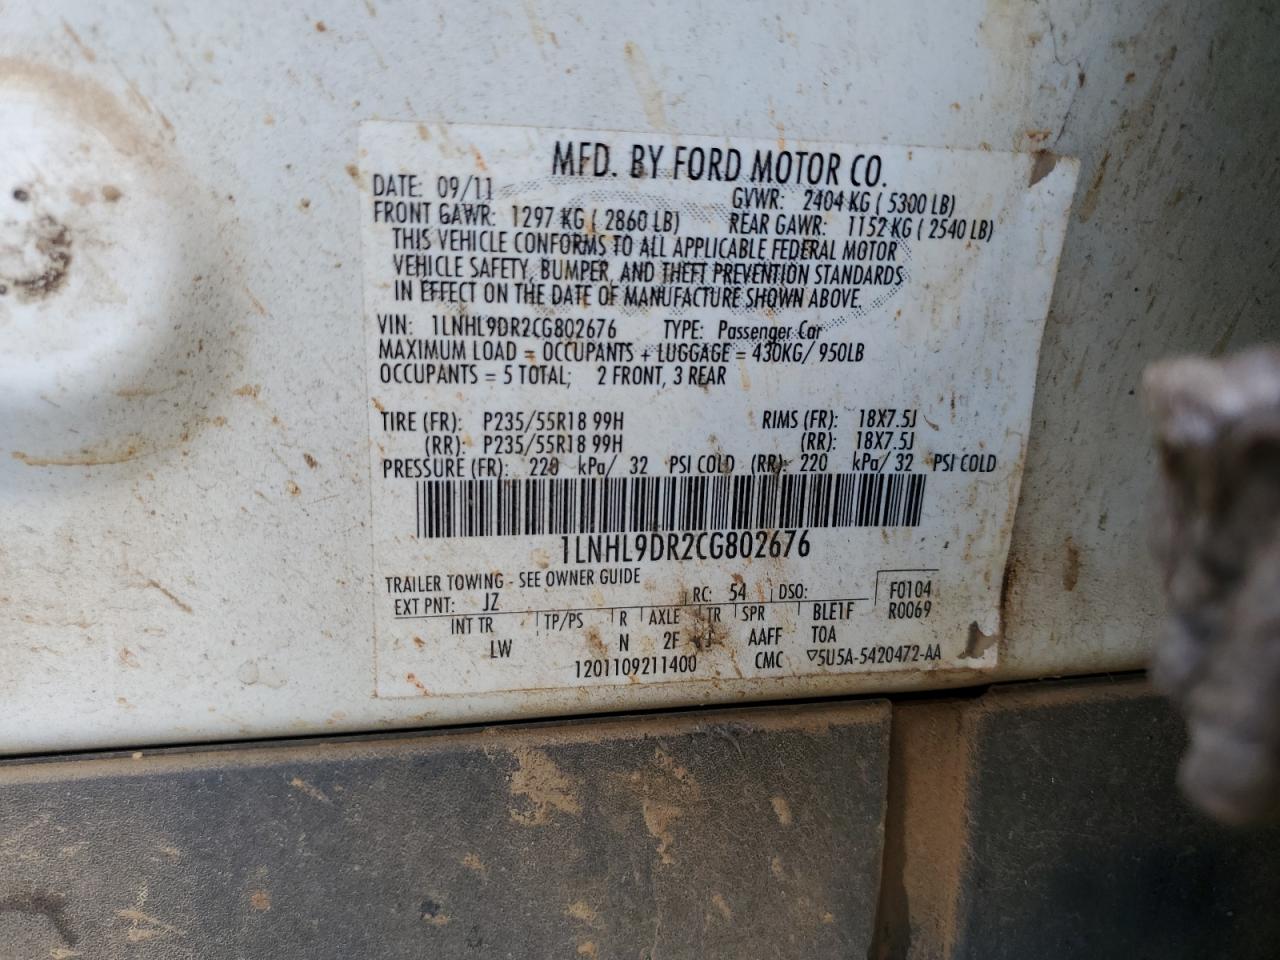 MFD. BY FORD MOTOR CO.
DATE: 09/11 GVWR: 2404 KG ( 5300 LB)
FRONT GAWR: 1297 KG ( 2860 LB) REAR GAWR: 1152 KG ( 2540 LB)
THIS VEHICLE CONFORMS TO ALL APPLICABLE FEDERAL MOTOR
VEHICLE SAFETY, BUMPER, AND THEFT PREVENTION STANDARDS
IN EFFECT ON THE DATE OF MANUFACTURE SHOWN ABOVE.
VIN: 1LNHL9DR2CG802676 TYPE: Passenger Car
MAXIMUM LOAD = OCCUPANTS + LUGGAGE = 430KG/ 950LB
OCCUPANTS = 5 TOTAL; 2 FRONT, 3 REAR
TIRE (FR): P235/55R18 99H RIMS (FR): 18X7.5J
(RR): P235/55R18 99H (RR): 18X7.5J
PRESSURE (FR): 220 kPa/ 32 PSI COLD (RR): 220 kPa/ 32 PSI COLD
1LNHL9DR2CG802676
TRAILER TOWING - SEE OWNER GUIDE
EXT PNT: JZ RC: 54 DSO: F0104
INT TR TP/PS R AXLE TR SPR BLE1F R0069
LW N 2F J AAFF TOA
1201109211400 CMC ▽5U5A-5420472-AA